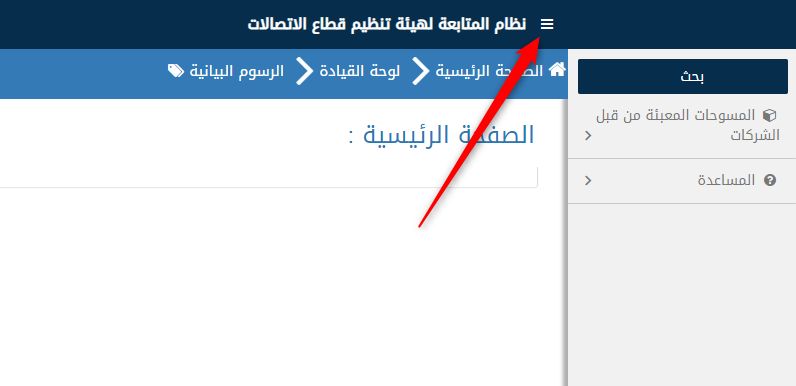 نظام المتابعة لهيئة تنظيم قطاع الاتصالات
الصفحة الرئيسية
لوحة القيادة
الرسوم البيانية
بحث
المسوحات المعبئة من قبل
الشركات
المساعدة
الصفحة الرئيسية :